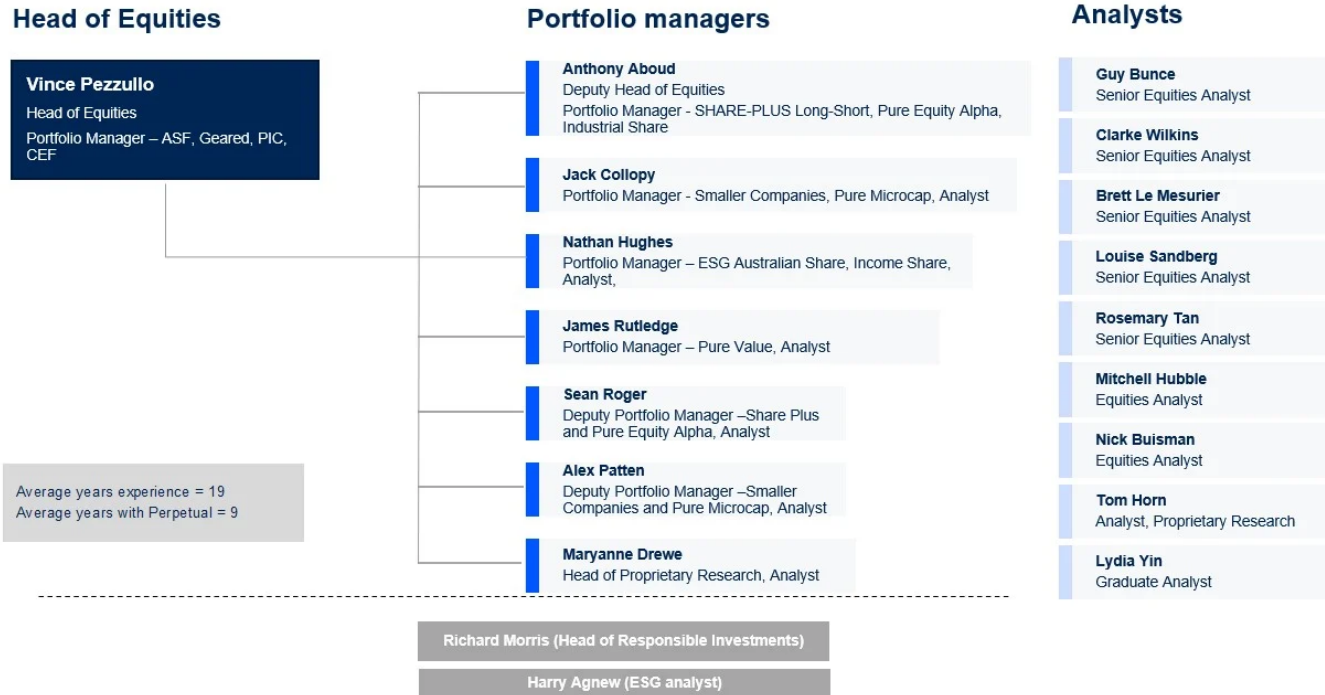 Head of Equities
Vince Pezzullo
Head of Equities
Portfolio Manager – ASF, Geared, PIC,
CEF
Average years experience = 19
Average years with Perpetual = 9
Portfolio managers
Anthony Aboud
Deputy Head of Equities
Portfolio Manager - SHARE-PLUS Long-Short, Pure Equity Alpha,
Industrial Share
Jack Collopy
Portfolio Manager - Smaller Companies, Pure Microcap, Analyst
Nathan Hughes
Portfolio Manager – ESG Australian Share, Income Share,
Analyst,
James Rutledge
Portfolio Manager – Pure Value, Analyst
Sean Roger
Deputy Portfolio Manager –Share Plus
and Pure Equity Alpha, Analyst
Alex Patten
Deputy Portfolio Manager –Smaller
Companies and Pure Microcap, Analyst
Maryanne Drewe
Head of Proprietary Research, Analyst
Richard Morris (Head of Responsible Investments)
Harry Agnew (ESG analyst)
Analysts
Guy Bunce
Senior Equities Analyst
Clarke Wilkins
Senior Equities Analyst
Brett Le Mesurier
Senior Equities Analyst
Louise Sandberg
Senior Equities Analyst
Rosemary Tan
Senior Equities Analyst
Mitchell Hubble
Equities Analyst
Nick Buisman
Equities Analyst
Tom Horn
Analyst, Proprietary Research
Lydia Yin
Graduate Analyst